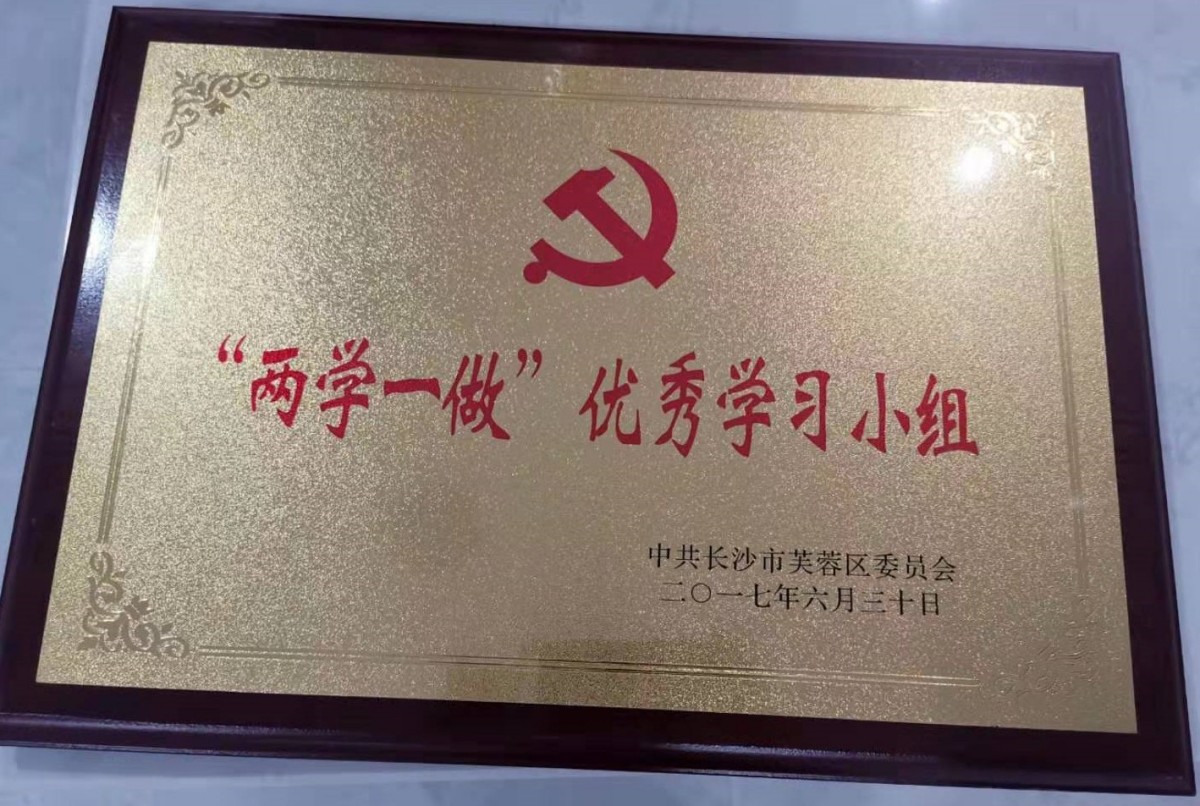 “两学一做”优秀学习小组
中共长沙市芙蓉区委员会
二〇一七年六月三十日